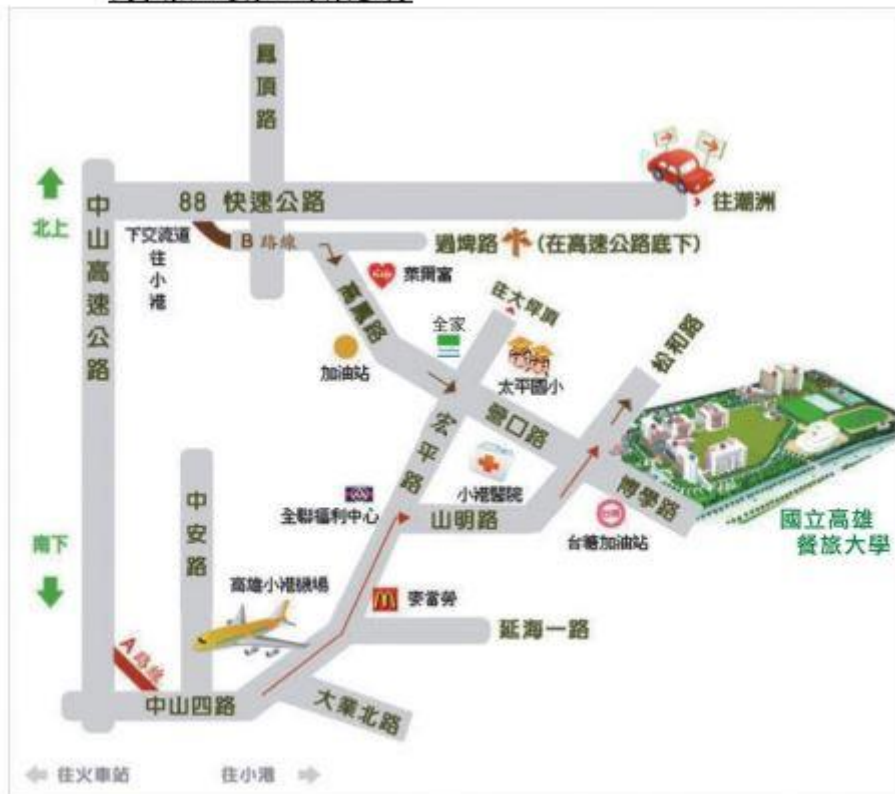 鳳頂路
88 快速公路
往潮洲
北上
中山高速公路
下交流道
往小港
B 路線
過埤路
(在高速公路底下)
萊爾富
高鳳路
往大坪頂
全家
加油站
太平國小
松和路
營口路
宏平路
小港醫院
博學路
全聯福利中心
山明路
台糖加油站
國立高雄
餐旅大學
中安路
南下
高雄小港機場
麥當勞
延海一路
A 路線
中山四路
大業北路
往火車站
往小港